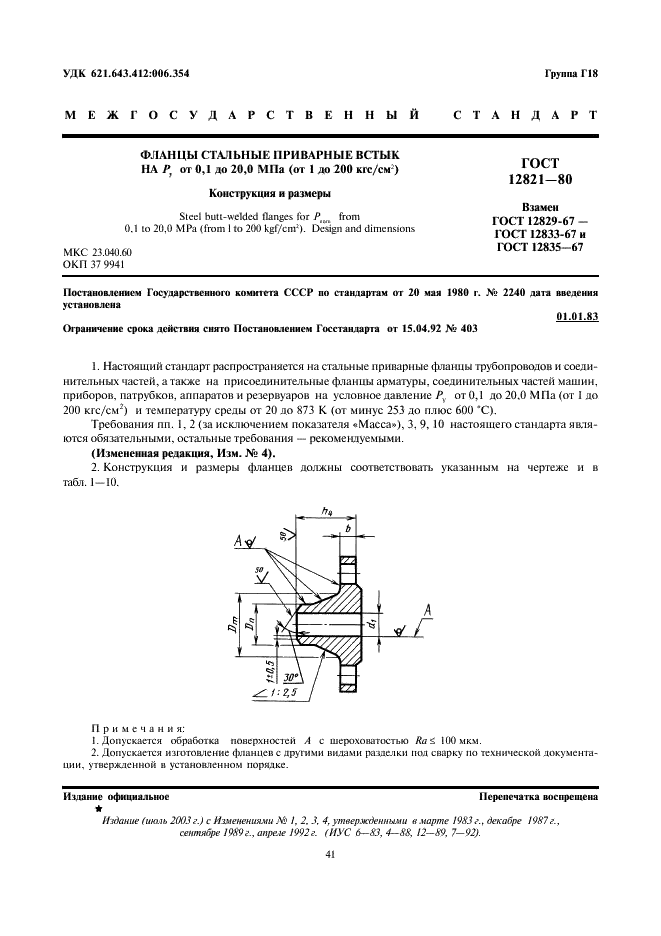 УДК 621.643.412:006.354
Группа Г18
МЕЖГОСУДАРСТВЕННЫЙ СТАНДАРТ
ФЛАНЦЫ СТАЛЬНЫЕ ПРИВАРНЫЕ ВСТЫК
НА Pу от 0,1 до 20,0 МПа (от 1 до 200 кгс/см²)
Конструкция и размеры
Steel butt-welded flanges for Pnom from
0,1 to 20,0 MPa (from 1 to 200 kgf/cm²). Design and dimensions
ГОСТ
12821—80
Взамен
ГОСТ 12829-67 —
ГОСТ 12833-67 и
ГОСТ 12835—67
МКС 23.040.60
ОКП 37 9941
Постановлением Государственного комитета СССР по стандартам от 20 мая 1980 г. № 2240 дата введения
установлена
01.01.83
Ограничение срока действия снято Постановлением Госстандарта от 15.04.92 № 403
1. Настоящий стандарт распространяется на стальные приварные фланцы трубопроводов и соеди-
нительных частей, а также на присоединительные фланцы арматуры, соединительных частей машин,
приборов, патрубков, аппаратов и резервуаров на условное давление Pу от 0,1 до 20,0 МПа (от 1 до
200 кгс/см²) и температуру среды от 20 до 873 К (от минус 253 до плюс 600 °С).
Требования пп. 1, 2 (за исключением показателя «Масса»), 3, 9, 10 настоящего стандарта явля-
ются обязательными, остальные требования — рекомендуемыми.
(Измененная редакция, Изм. № 4).
2. Конструкция и размеры фланцев должны соответствовать указанным на чертеже и в
табл. 1—10.
h4
b
50
А
50
А
Dm
Dn
d1
1±0,5
30°
1:2,5
Примечания:
1. Допускается обработка поверхностей А с шероховатостью Ra ≤ 100 мкм.
2. Допускается изготовление фланцев с другими видами разделки под сварку по технической документа-
ции, утвержденной в установленном порядке.
Издание официальное
Перепечатка воспрещена
★
Издание (июль 2003 г.) с Изменениями № 1, 2, 3, 4, утвержденными в марте 1983 г., декабре 1987 г.,
сентябре 1989 г., апреле 1992 г. (ИУС 6—83, 4—88, 12—89, 7—92).
41